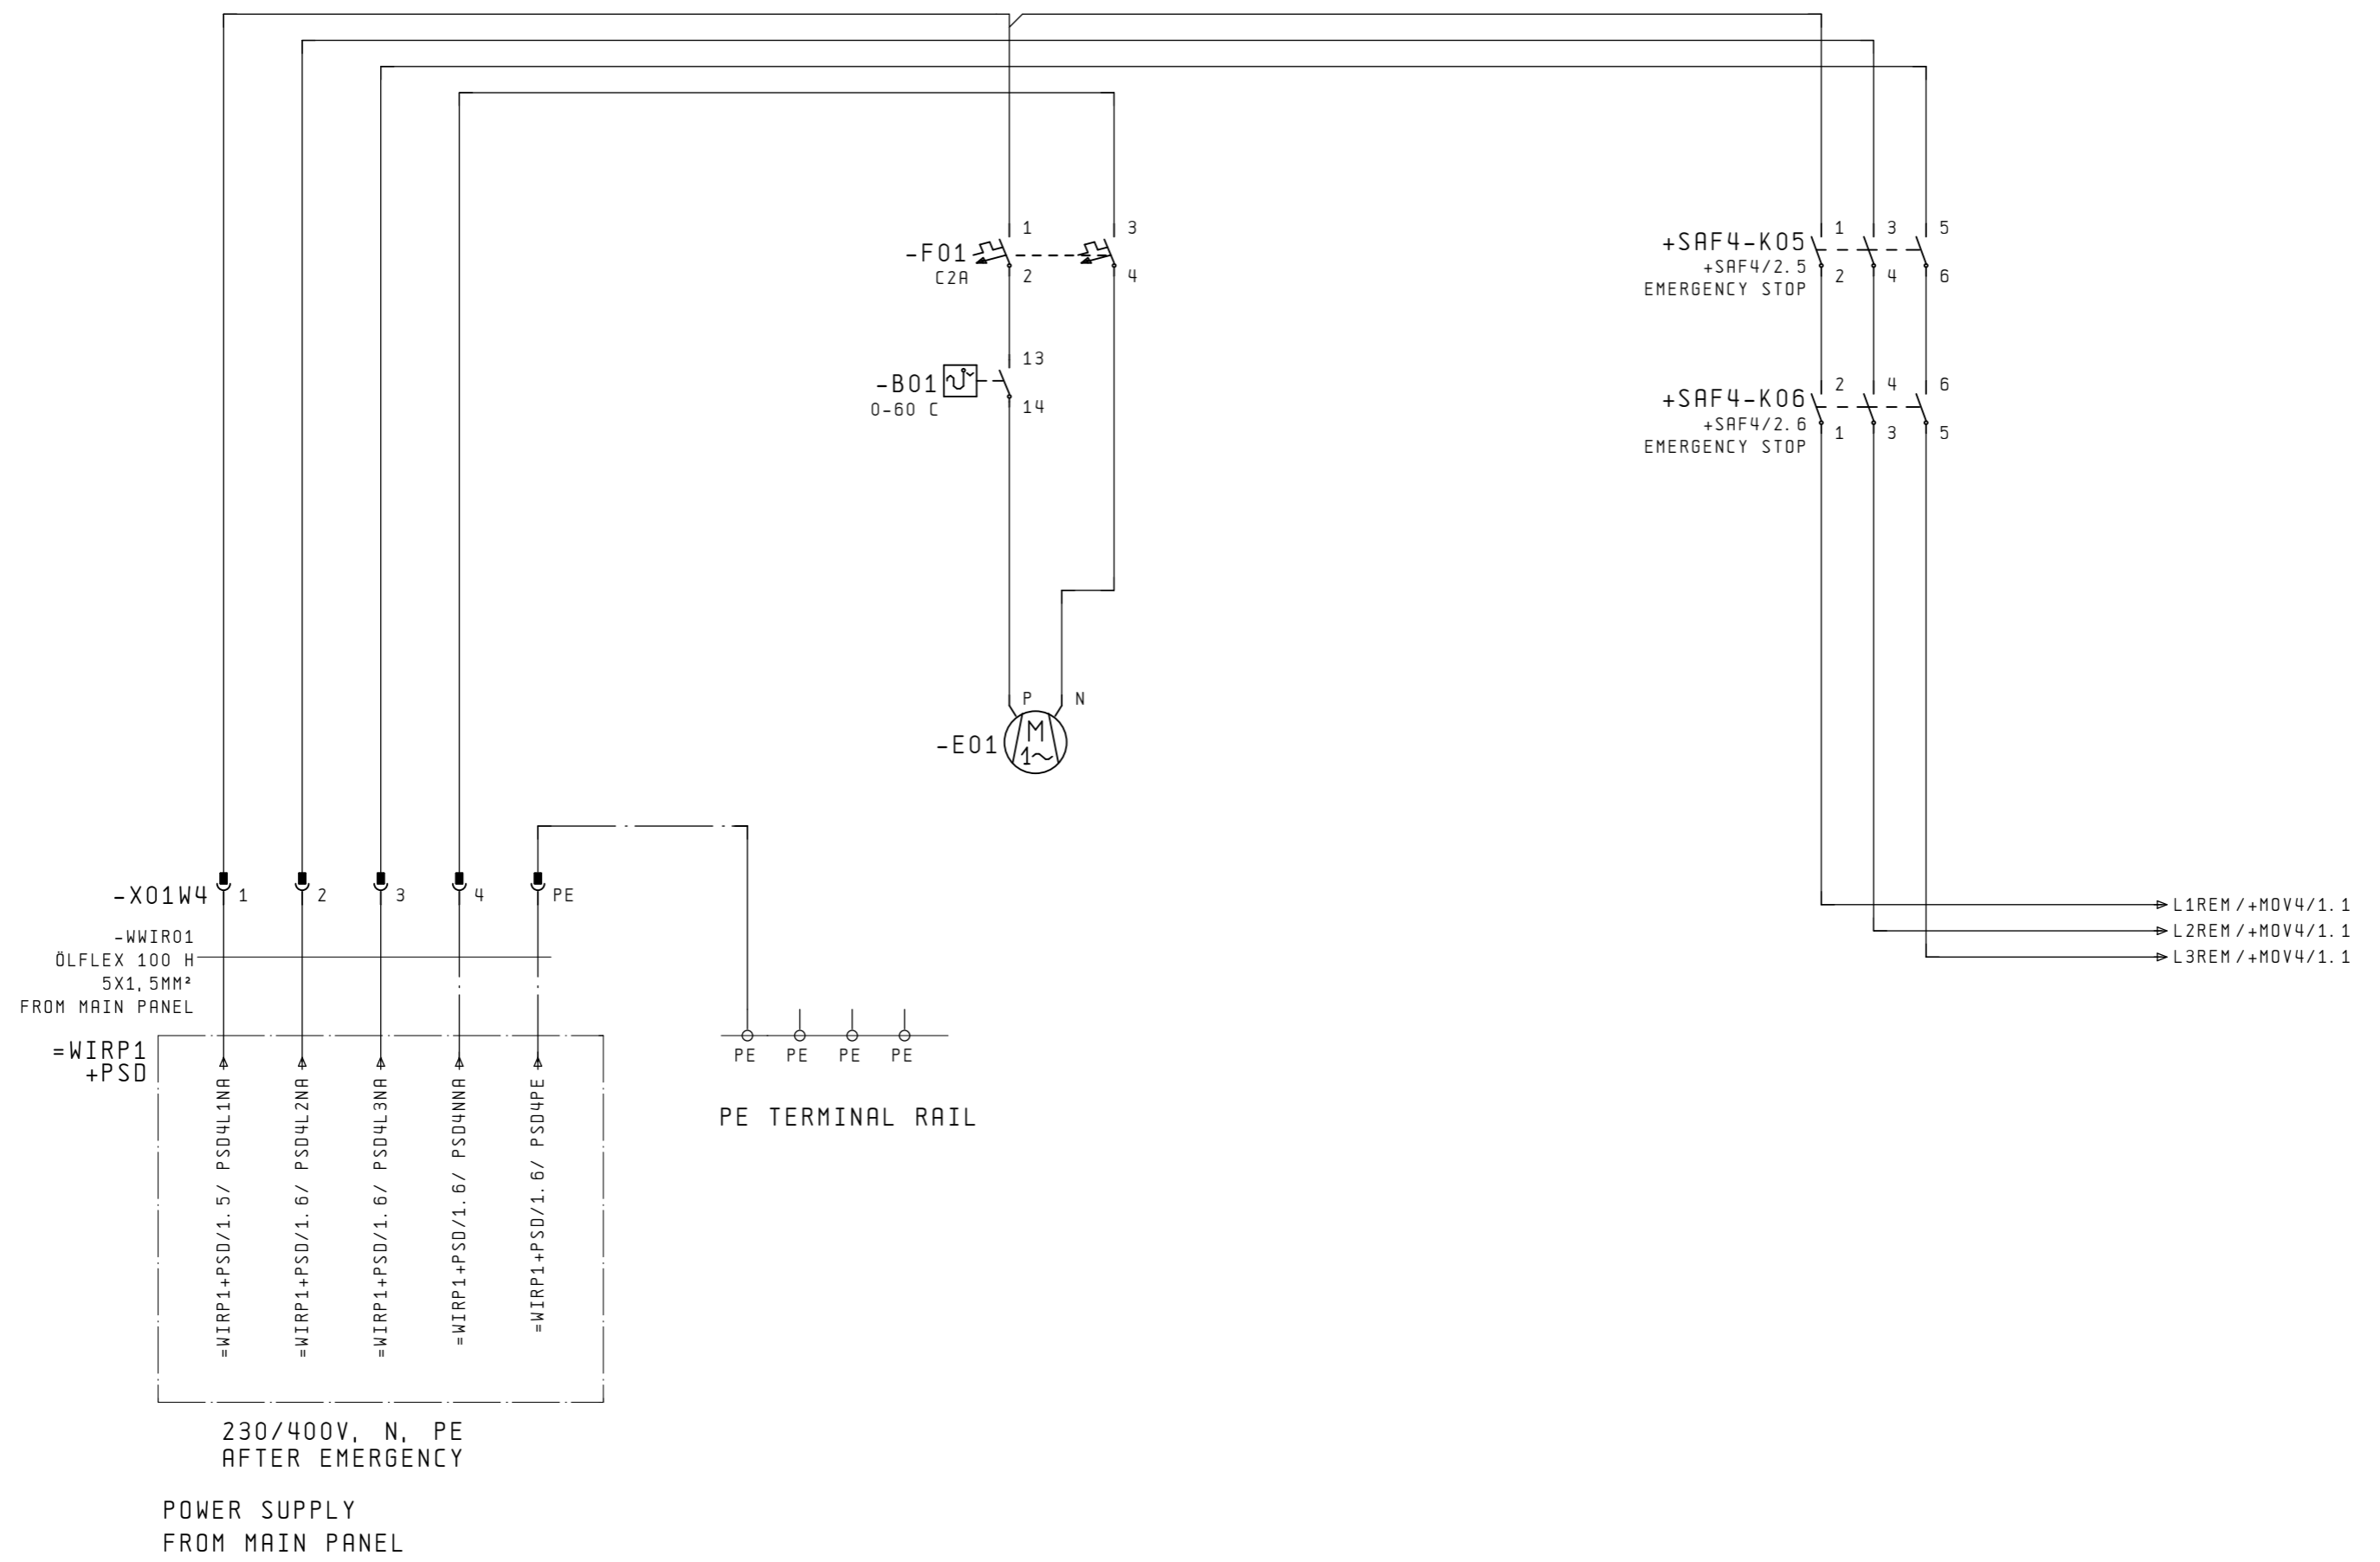 1
3
-F01
C2A
2
4
1
3
5
+SAF4-K05
+SAF4/2.5
EMERGENCY STOP
2
4
6
13
-B01
0-60 C
14
2
4
6
+SAF4-K06
+SAF4/2.6
EMERGENCY STOP
1
3
5
P
N
-E01
M
1~
-X01W4
1
2
3
4
PE
L1REM/+MOV4/1.1
L2REM/+MOV4/1.1
L3REM/+MOV4/1.1
-WWIR01
ÖLFLEX 100 H
5X1,5MM²
FROM MAIN PANEL
=WIRP1
+PSD
PE
PE
PE
PE
PE TERMINAL RAIL
=WIRP1+PSD/1.5/ PSD4L1NA
=WIRP1+PSD/1.6/ PSD4L2NA
=WIRP1+PSD/1.6/ PSD4L3NA
=WIRP1+PSD/1.6/ PSD4NNA
=WIRP1+PSD/1.6/ PSD4PE
230/400V, N, PE
AFTER EMERGENCY
POWER SUPPLY
FROM MAIN PANEL